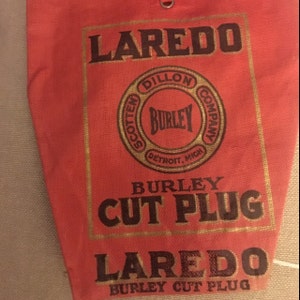 LAREDO
SCOTTEN DILLON COMPANY
BURLEY
DETROIT, MICH
BURLEY
CUT PLUG
LAREDO
BURLEY CUT PLUG